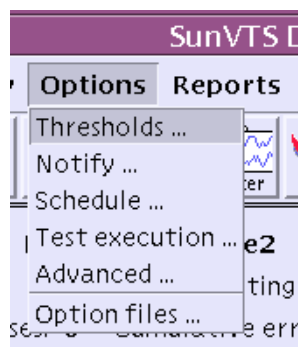 SunVTS
Options Reports
Thresholds ...
Notify ...
Schedule ...
Test execution ...
Advanced ...
Option files ...